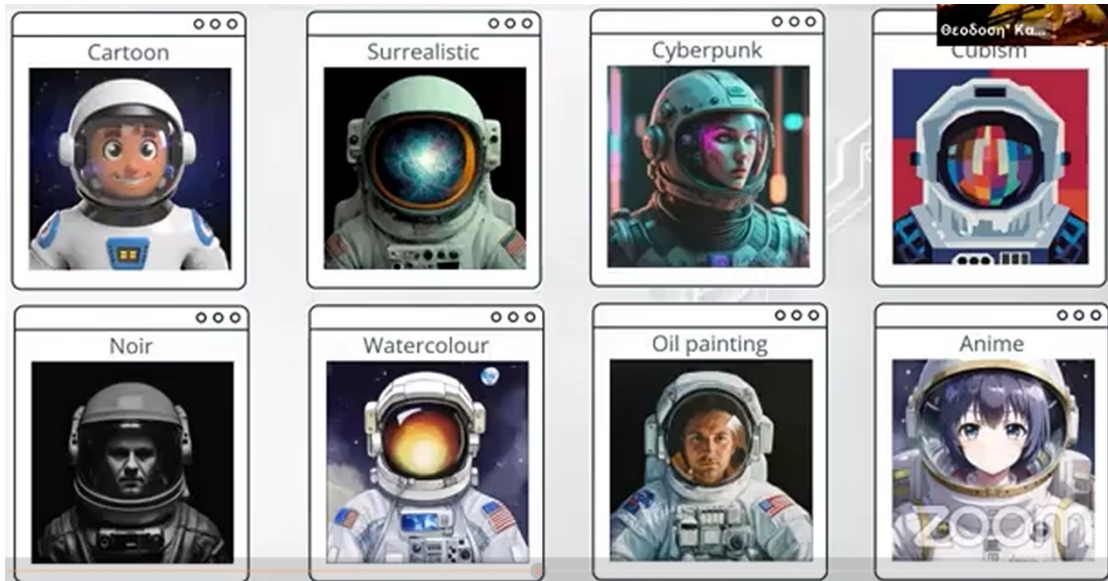 Θεοδοση* Κα...
Cartoon
Surrealistic
Cyberpunk
Cubism
Noir
Watercolour
Oil painting
Anime
zoom